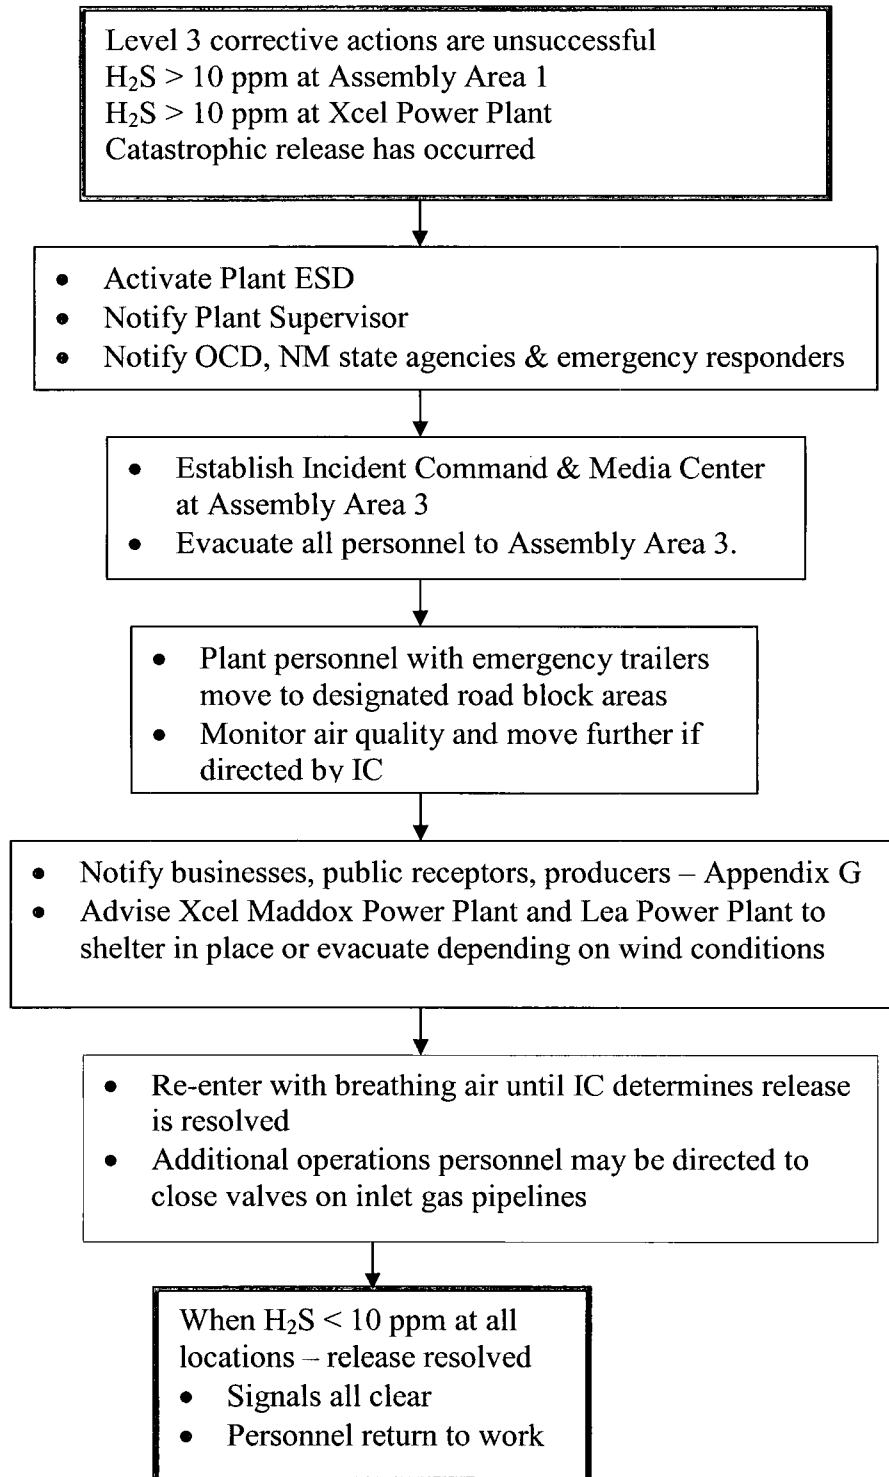 Level 3 corrective actions are unsuccessful
H₂S > 10 ppm at Assembly Area 1
H₂S > 10 ppm at Xcel Power Plant
Catastrophic release has occurred
• Activate Plant ESD
• Notify Plant Supervisor
• Notify OCD, NM state agencies & emergency responders
• Establish Incident Command & Media Center
at Assembly Area 3
• Evacuate all personnel to Assembly Area 3.
• Plant personnel with emergency trailers
move to designated road block areas
• Monitor air quality and move further if
directed by IC
• Notify businesses, public receptors, producers – Appendix G
• Advise Xcel Maddox Power Plant and Lea Power Plant to
shelter in place or evacuate depending on wind conditions
• Re-enter with breathing air until IC determines release
is resolved
• Additional operations personnel may be directed to
close valves on inlet gas pipelines
When H₂S < 10 ppm at all
locations – release resolved
• Signals all clear
• Personnel return to work